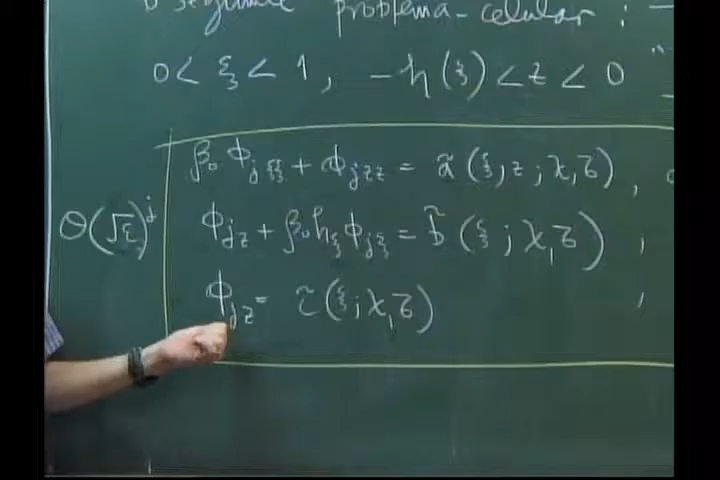 o seguinte problema-celular :
0 < ξ < 1, -h(ξ) < z < 0
β₀ ϕ_{jξξ} + ϕ_{jzz} = ã(ξ, z; χ, τ),
O(√ε)^j ϕ_{jz} + β₀ h_ξ ϕ_{jξ} = b̃(ξ; χ, τ),
ϕ_{jz} = c̃(ξ; χ, τ) ,